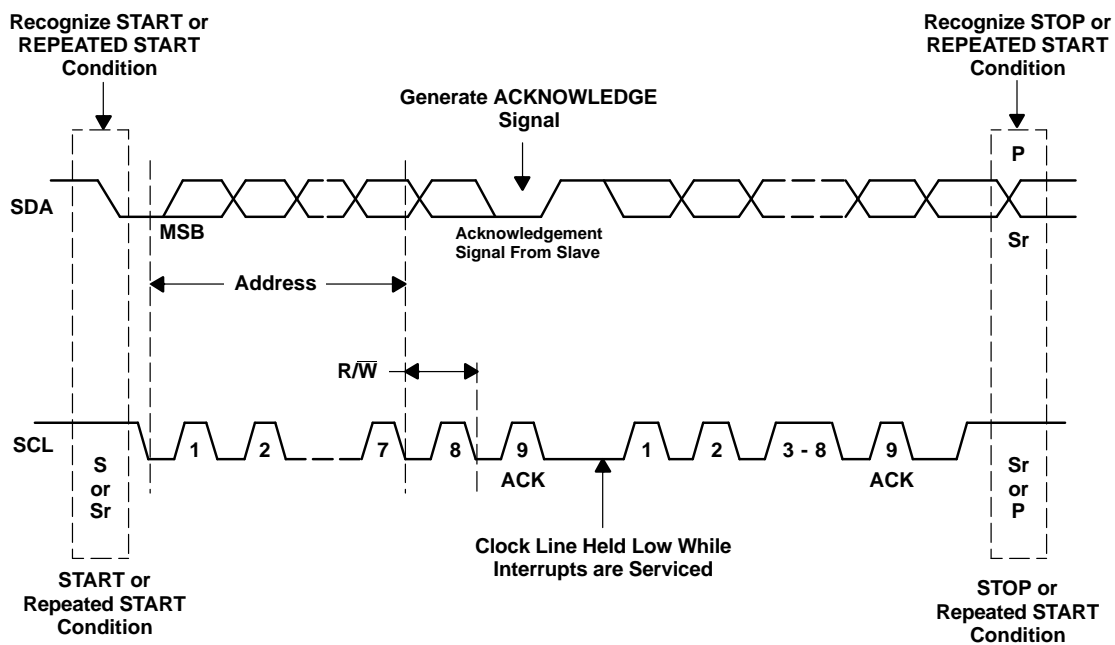 Recognize START or
REPEATED START
Condition
Recognize STOP or
REPEATED START
Condition
Generate ACKNOWLEDGE
Signal
P
SDA
MSB
Acknowledgement
Signal From Slave
Sr
Address
R/W̅
SCL
1
2
7
8
9
1
2
3 - 8
9
ACK
ACK
S
or
Sr
Sr
or
P
Clock Line Held Low While
Interrupts are Serviced
START or
Repeated START
Condition
STOP or
Repeated START
Condition